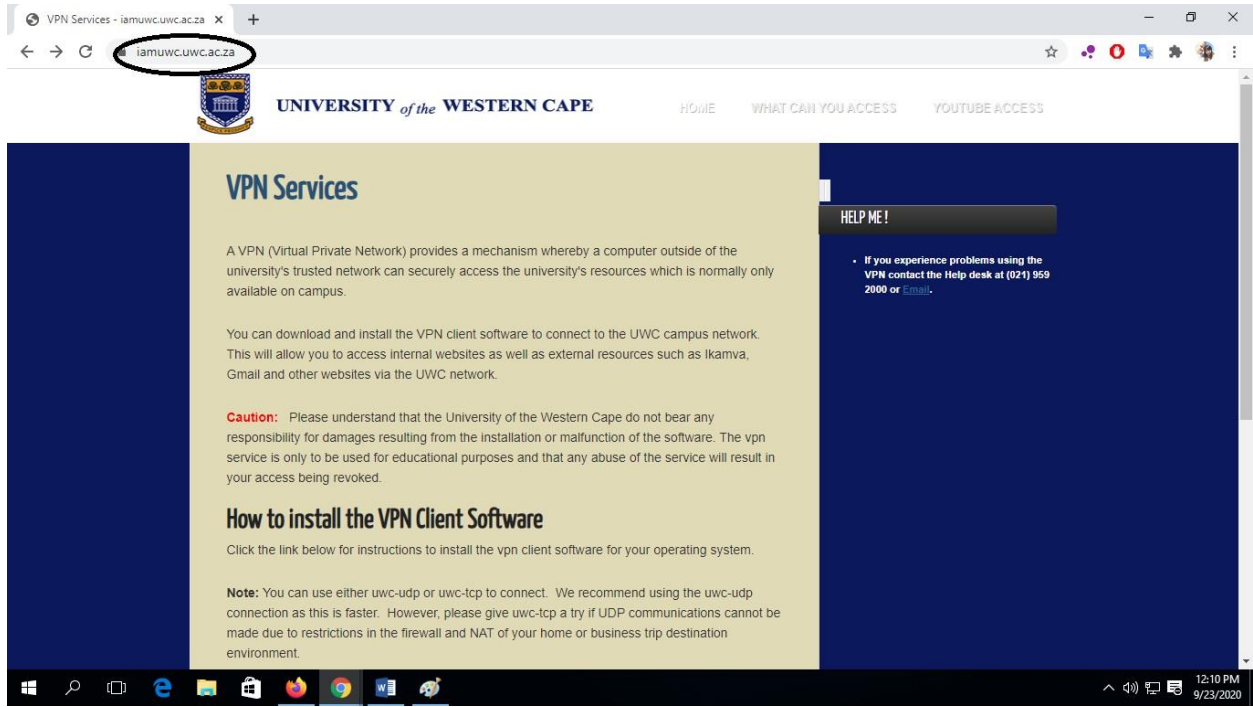 VPN Services - iamuwc.uwc.ac.za
iamuwc.uwc.ac.za
UNIVERSITY of the WESTERN CAPE
HOME WHAT CAN YOU ACCESS YOUTUBE ACCESS
VPN Services
A VPN (Virtual Private Network) provides a mechanism whereby a computer outside of the
university's trusted network can securely access the university's resources which is normally only
available on campus.
You can download and install the VPN client software to connect to the UWC campus network.
This will allow you to access internal websites as well as external resources such as Ikamva,
Gmail and other websites via the UWC network.
Caution: Please understand that the University of the Western Cape do not bear any
responsibility for damages resulting from the installation or malfunction of the software. The vpn
service is only to be used for educational purposes and that any abuse of the service will result in
your access being revoked.
How to install the VPN Client Software
Click the link below for instructions to install the vpn client software for your operating system.
Note: You can use either uwc-udp or uwc-tcp to connect. We recommend using the uwc-udp
connection as this is faster. However, please give uwc-tcp a try if UDP communications cannot be
made due to restrictions in the firewall and NAT of your home or business trip destination
environment.
HELP ME !
If you experience problems using the
VPN contact the Help desk at (021) 959
2000 or Email.
12:10 PM
9/23/2020